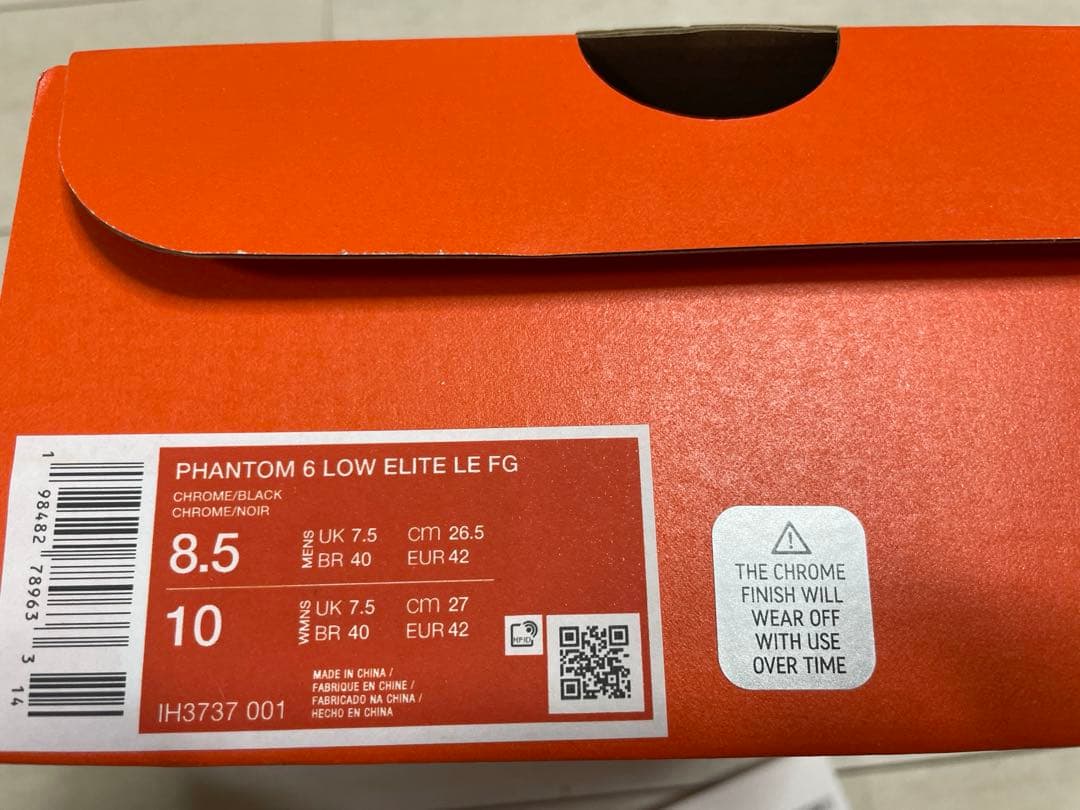 PHANTOM 6 LOW ELITE LE FG
CHROME/BLACK
CHROME/NOIR
8.5
MENS
UK 7.5 cm 26.5
BR 40 EUR 42
10
WMNS
UK 7.5 cm 27
BR 40 EUR 42
MADE IN CHINA /
FABRIQUE EN CHINE /
FABRICADO NA CHINA /
HECHO EN CHINA
IH3737 001
RFID
1 98482 78963 3 14
THE CHROME
FINISH WILL
WEAR OFF
WITH USE
OVER TIME